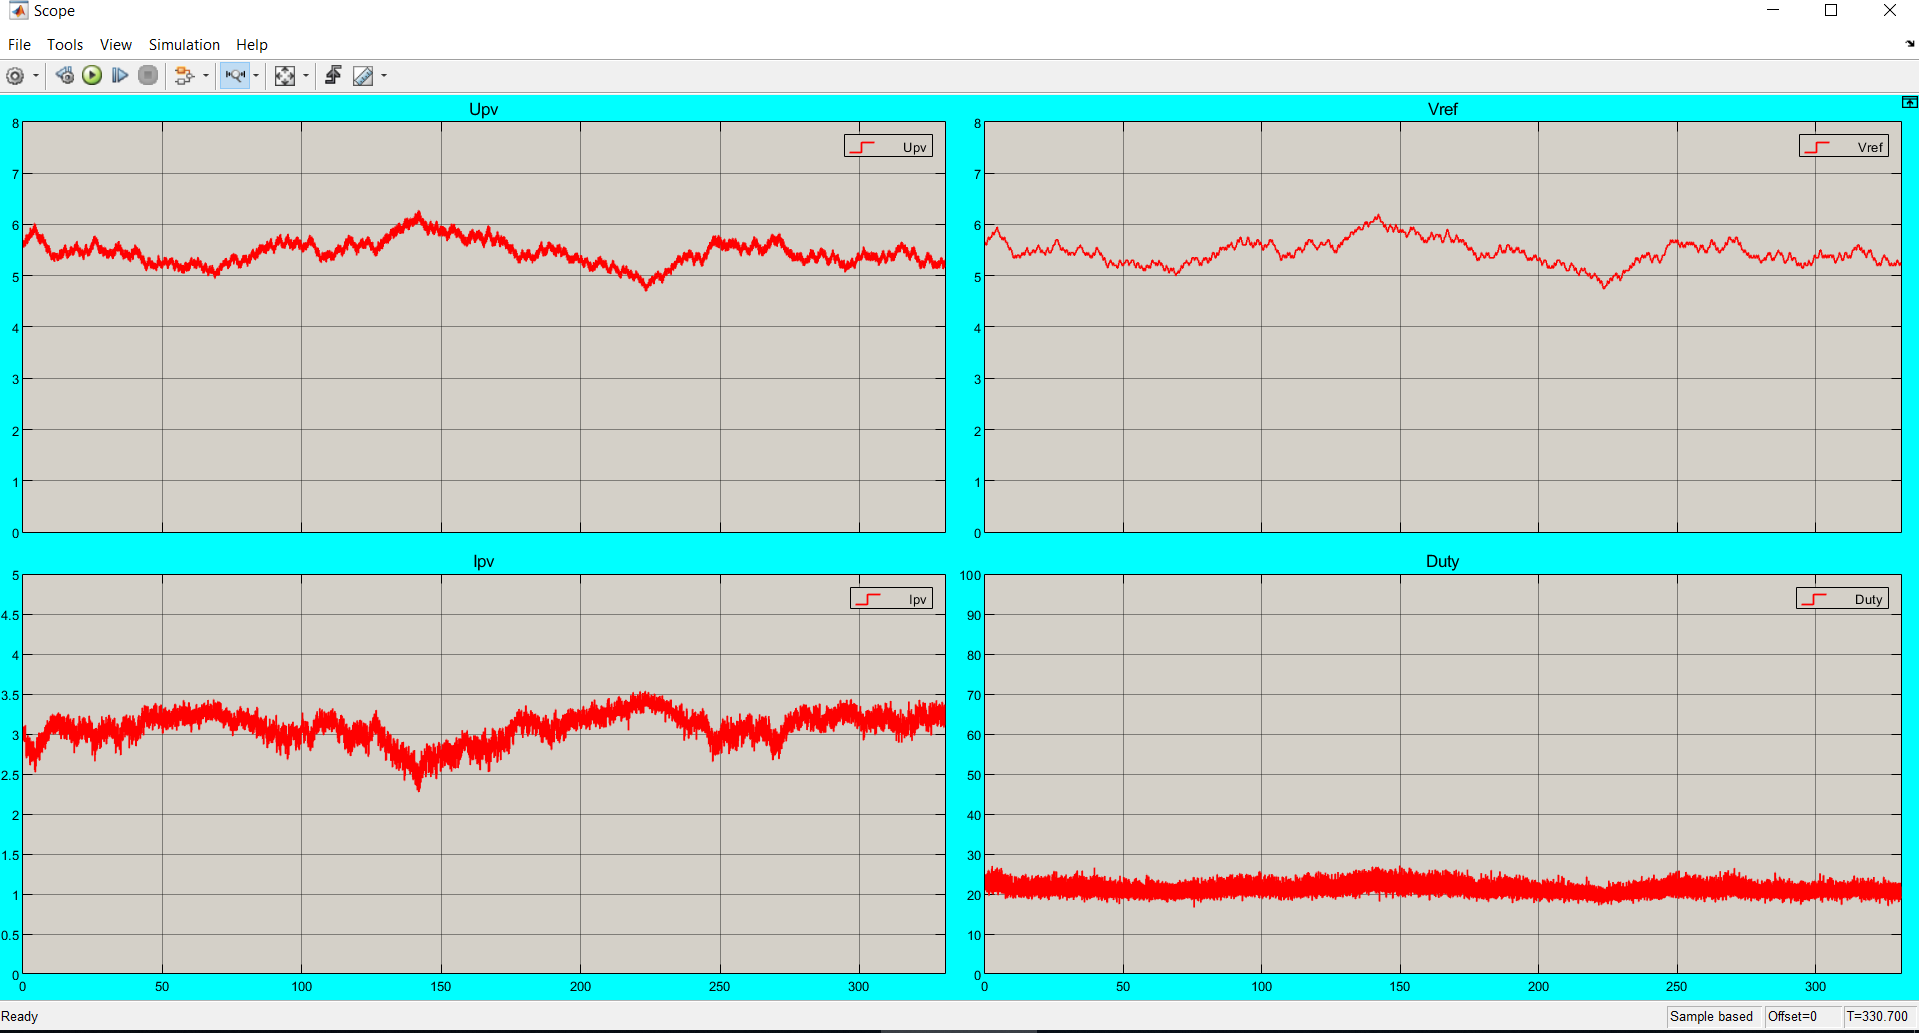 Scope
File Tools View Simulation Help
Upv
8
7
6
5
4
3
2
1
0
Upv
Vref
8
7
6
5
4
3
2
1
0
Vref
Ipv
5
4.5
4
3.5
3
2.5
2
1.5
1
0.5
0
Ipv
0 50 100 150 200 250 300
Duty
100
90
80
70
60
50
40
30
20
10
0
Duty
0 50 100 150 200 250 300
Ready
Sample based Offset=0 T=330.700